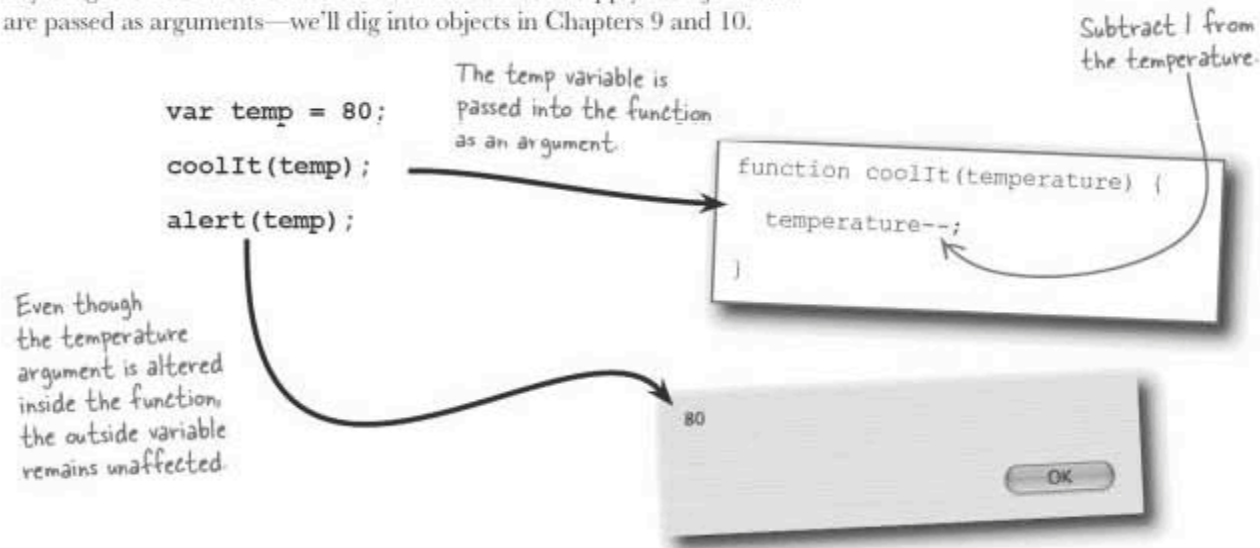 are passed as arguments—we'll dig into objects in Chapters 9 and 10.
Subtract 1 from
the temperature.
The temp variable is
passed into the function
as an argument.
var temp = 80;
coolIt(temp);
alert(temp);
function coolIt(temperature) {
temperature--;
}
Even though
the temperature
argument is altered
inside the function,
the outside variable
remains unaffected.
80
OK